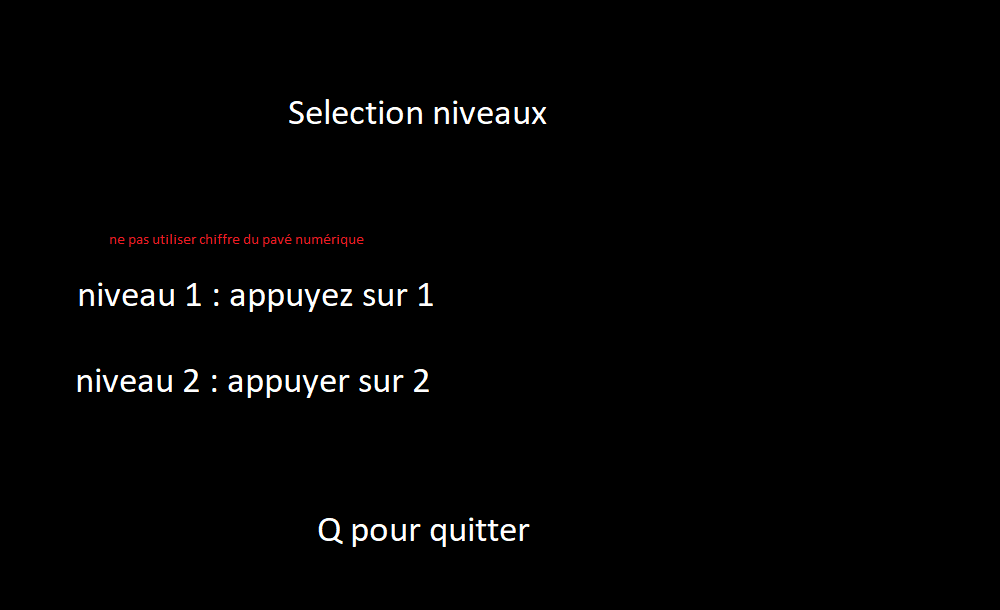 Selection niveaux
ne pas utiliser chiffre du pavé numérique
niveau 1 : appuyez sur 1
niveau 2 : appuyer sur 2
Q pour quitter